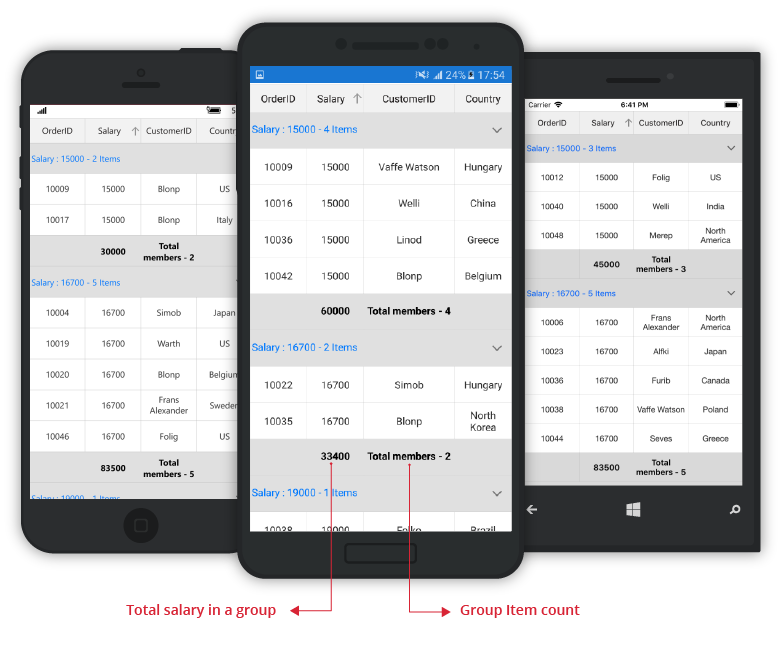 5
OrderID Salary CustomerID Countr
Salary : 15000 - 2 Items
10009 15000 Blonp US
10017 15000 Blonp Italy
30000 Total members - 2
Salary : 16700 - 5 Items
10004 16700 Simob Japan
10019 16700 Warth US
10020 16700 Blonp Belgiun
10021 16700 Frans Alexander Sweden
10046 16700 Folig US
83500 Total members - 5
Salary : 19000 - 1 Items
24% 17:54
OrderID Salary CustomerID Country
Salary : 15000 - 4 Items
10009 15000 Vaffe Watson Hungary
10016 15000 Welli China
10036 15000 Linod Greece
10042 15000 Blonp Belgium
60000 Total members - 4
Salary : 16700 - 2 Items
10022 16700 Simob Hungary
10035 16700 Blonp North Korea
33400 Total members - 2
Salary : 19000 - 1 Items
10038 19000 Folko Brazil
Carrier 6:41 PM
OrderID Salary CustomerID Country
Salary : 15000 - 3 Items
10012 15000 Folig US
10040 15000 Welli India
10048 15000 Merep North America
45000 Total members - 3
Salary : 16700 - 5 Items
10006 16700 Frans Alexander North America
10023 16700 Alfki Japan
10036 16700 Furib Canada
10038 16700 Vaffe Watson Poland
10044 16700 Seves Greece
83500 Total members - 5
Total salary in a group
Group Item count